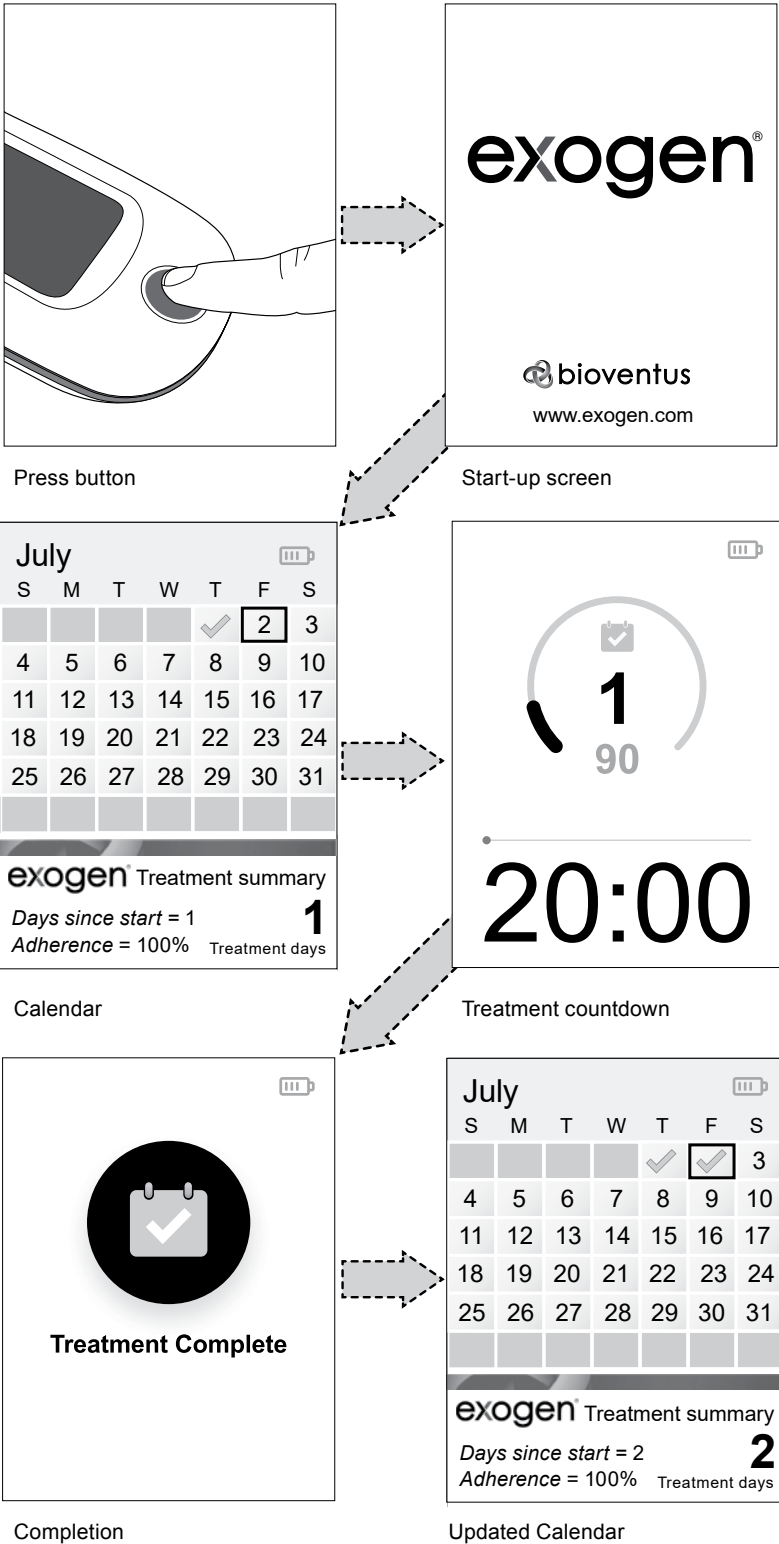 exogen®
bioventus
www.exogen.com
Press button
Start-up screen
July
S M T W T F S
2 3
4 5 6 7 8 9 10
11 12 13 14 15 16 17
18 19 20 21 22 23 24
25 26 27 28 29 30 31
exogen® Treatment summary
Days since start = 1
1
Adherence = 100% Treatment days
Calendar
1
90
20:00
Treatment countdown
Treatment Complete
Completion
July
S M T W T F S
3
4 5 6 7 8 9 10
11 12 13 14 15 16 17
18 19 20 21 22 23 24
25 26 27 28 29 30 31
exogen® Treatment summary
Days since start = 2
2
Adherence = 100% Treatment days
Updated Calendar